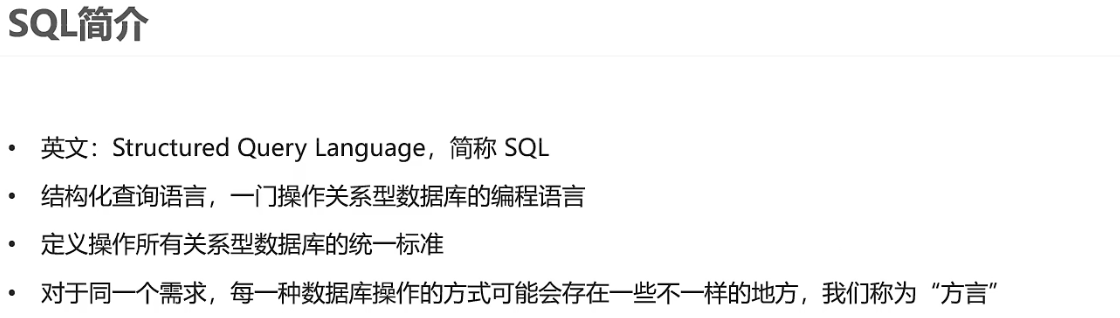 SQL简介
• 英文：Structured Query Language，简称 SQL
• 结构化查询语言，一门操作关系型数据库的编程语言
• 定义操作所有关系型数据库的统一标准
• 对于同一个需求，每一种数据库操作的方式可能会存在一些不一样的地方，我们称为“方言”